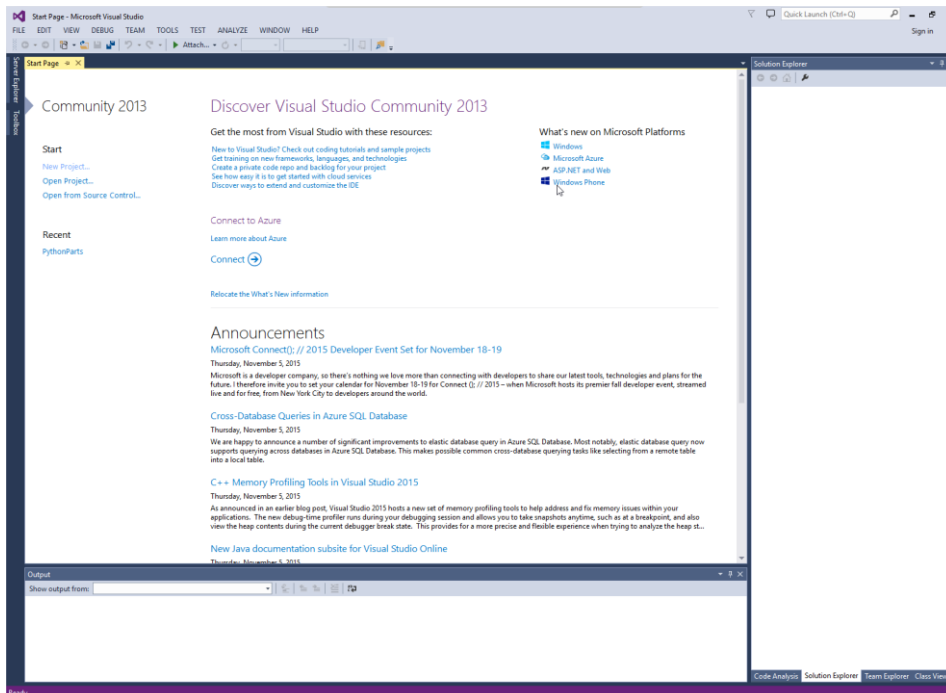 Start Page - Microsoft Visual Studio
Quick Launch (Ctrl+Q)
FILE EDIT VIEW DEBUG TEAM TOOLS TEST ANALYZE WINDOW HELP
Sign in
Attach...
Server Explorer
Toolbox
Start Page
Community 2013
Start
New Project...
Open Project...
Open from Source Control...
Recent
PythonParts
Discover Visual Studio Community 2013
Get the most from Visual Studio with these resources:
New to Visual Studio? Check out coding tutorials and sample projects
Get training on new frameworks, languages, and technologies
Create a private code repo and backlog for your project
See how easy it is to get started with cloud services
Discover ways to extend and customize the IDE
What's new on Microsoft Platforms
Windows
Microsoft Azure
ASP.NET and Web
Windows Phone
Connect to Azure
Learn more about Azure
Connect
Relocate the What's New information
Announcements
Microsoft Connect(); // 2015 Developer Event Set for November 18-19
Thursday, November 5, 2015
Microsoft is a developer company, so there's nothing we love more than connecting with developers to share our latest tools, technologies and plans for the
future. I therefore invite you to set your calendar for November 18-19 for Connect (); // 2015 – when Microsoft hosts its premier fall developer event, streamed
live and for free, from New York City to developers around the world.
Cross-Database Queries in Azure SQL Database
Thursday, November 5, 2015
We are happy to announce a number of significant improvements to elastic database query in Azure SQL Database. Most notably, elastic database query now
supports querying across databases in Azure SQL Database. This makes possible common cross-database querying tasks like selecting from a remote table
into a local table.
C++ Memory Profiling Tools in Visual Studio 2015
Thursday, November 5, 2015
As announced in an earlier blog post, Visual Studio 2015 hosts a new set of memory profiling tools to help address and fix memory issues within your
applications. The new debug-time profiler runs during your debugging session and allows you to take snapshots anytime, such as at a breakpoint, and also
view the heap contents during the current debugger break state. This provides for a more precise and flexible experience when trying to analyze the heap st...
New Java documentation subsite for Visual Studio Online
Thursday, November 5, 2015
Solution Explorer
Output
Show output from:
Code Analysis Solution Explorer Team Explorer Class View
Ready